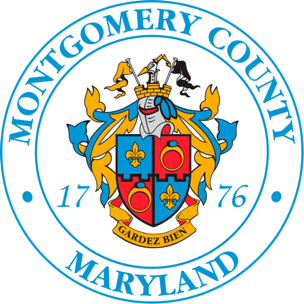 MONTGOMERY COUNTY
17 76
GARDEZ BIEN
MARYLAND